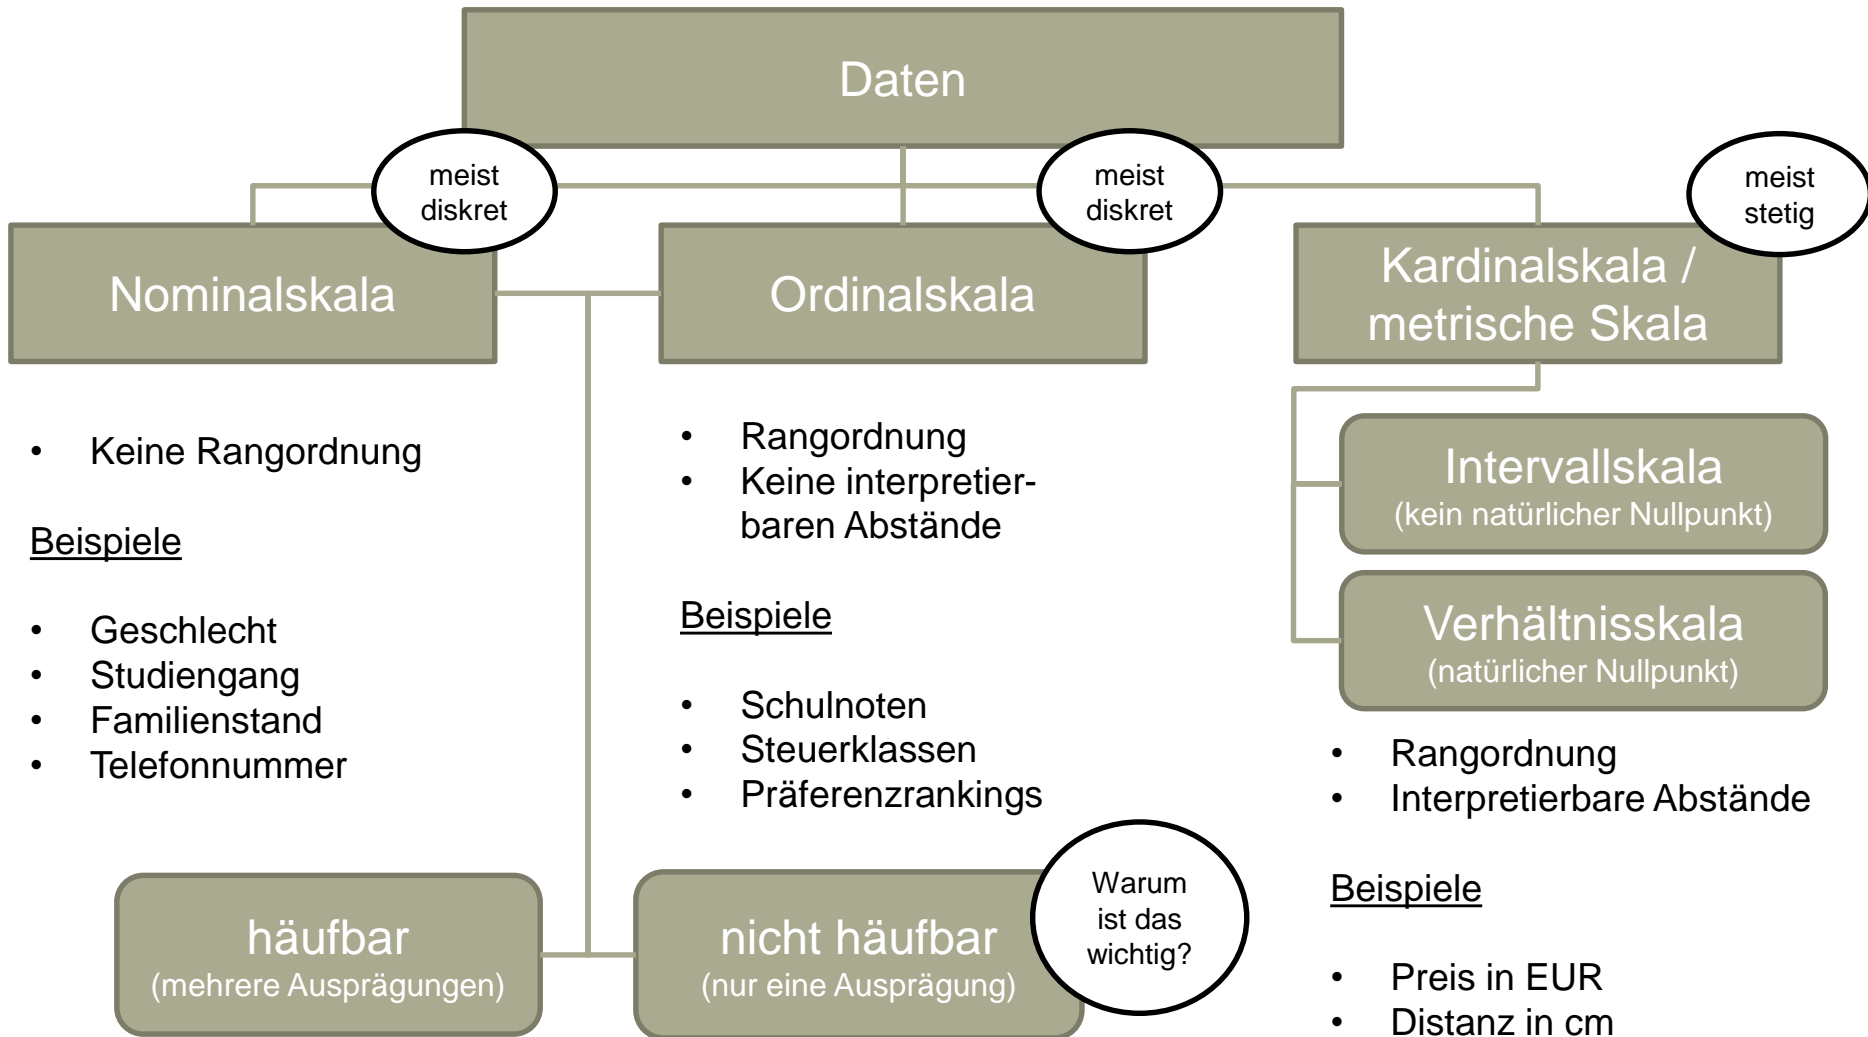 Daten
meist
diskret
meist
diskret
meist
stetig
Nominalskala
Ordinalskala
Kardinalskala /
metrische Skala
• Keine Rangordnung
Beispiele
• Geschlecht
• Studiengang
• Familienstand
• Telefonnummer
• Rangordnung
• Keine interpretier-
baren Abstände
Beispiele
• Schulnoten
• Steuerklassen
• Präferenzrankings
Intervallskala
(kein natürlicher Nullpunkt)
Verhältnisskala
(natürlicher Nullpunkt)
• Rangordnung
• Interpretierbare Abstände
Beispiele
• Preis in EUR
• Distanz in cm
häufbar
(mehrere Ausprägungen)
nicht häufbar
(nur eine Ausprägung)
Warum
ist das
wichtig?